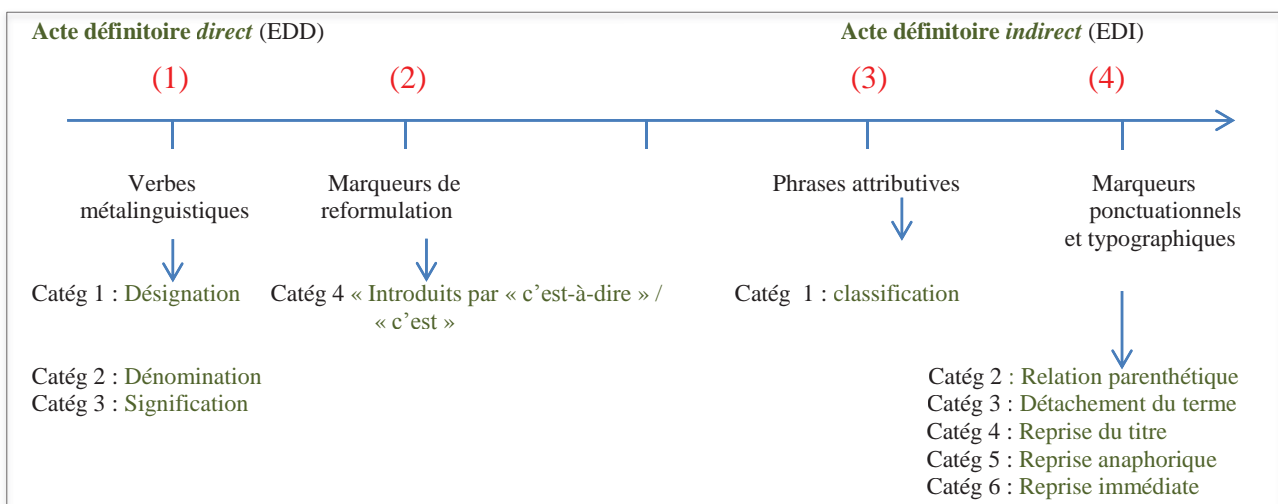 Acte définitoire direct (EDD)
Acte définitoire indirect (EDI)
(1)
(2)
(3)
(4)
Verbes
métalinguistiques
Marqueurs de
reformulation
Phrases attributives
Marqueurs
ponctuationnels
et typographiques
Catég 1 : Désignation
Catég 4 « Introduits par « c’est-à-dire » /
« c’est »
Catég 1 : classification
Catég 2 : Dénomination
Catég 3 : Signification
Catég 2 : Relation parenthétique
Catég 3 : Détachement du terme
Catég 4 : Reprise du titre
Catég 5 : Reprise anaphorique
Catég 6 : Reprise immédiate